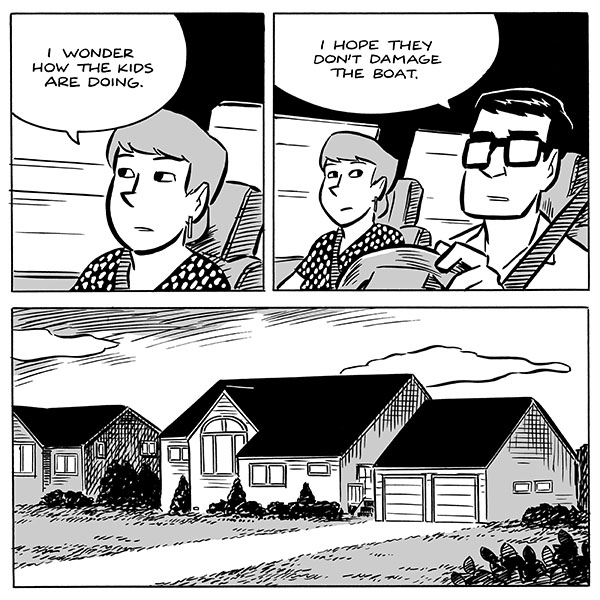 I WONDER
HOW THE KIDS
ARE DOING.
I HOPE THEY
DON'T DAMAGE
THE BOAT.